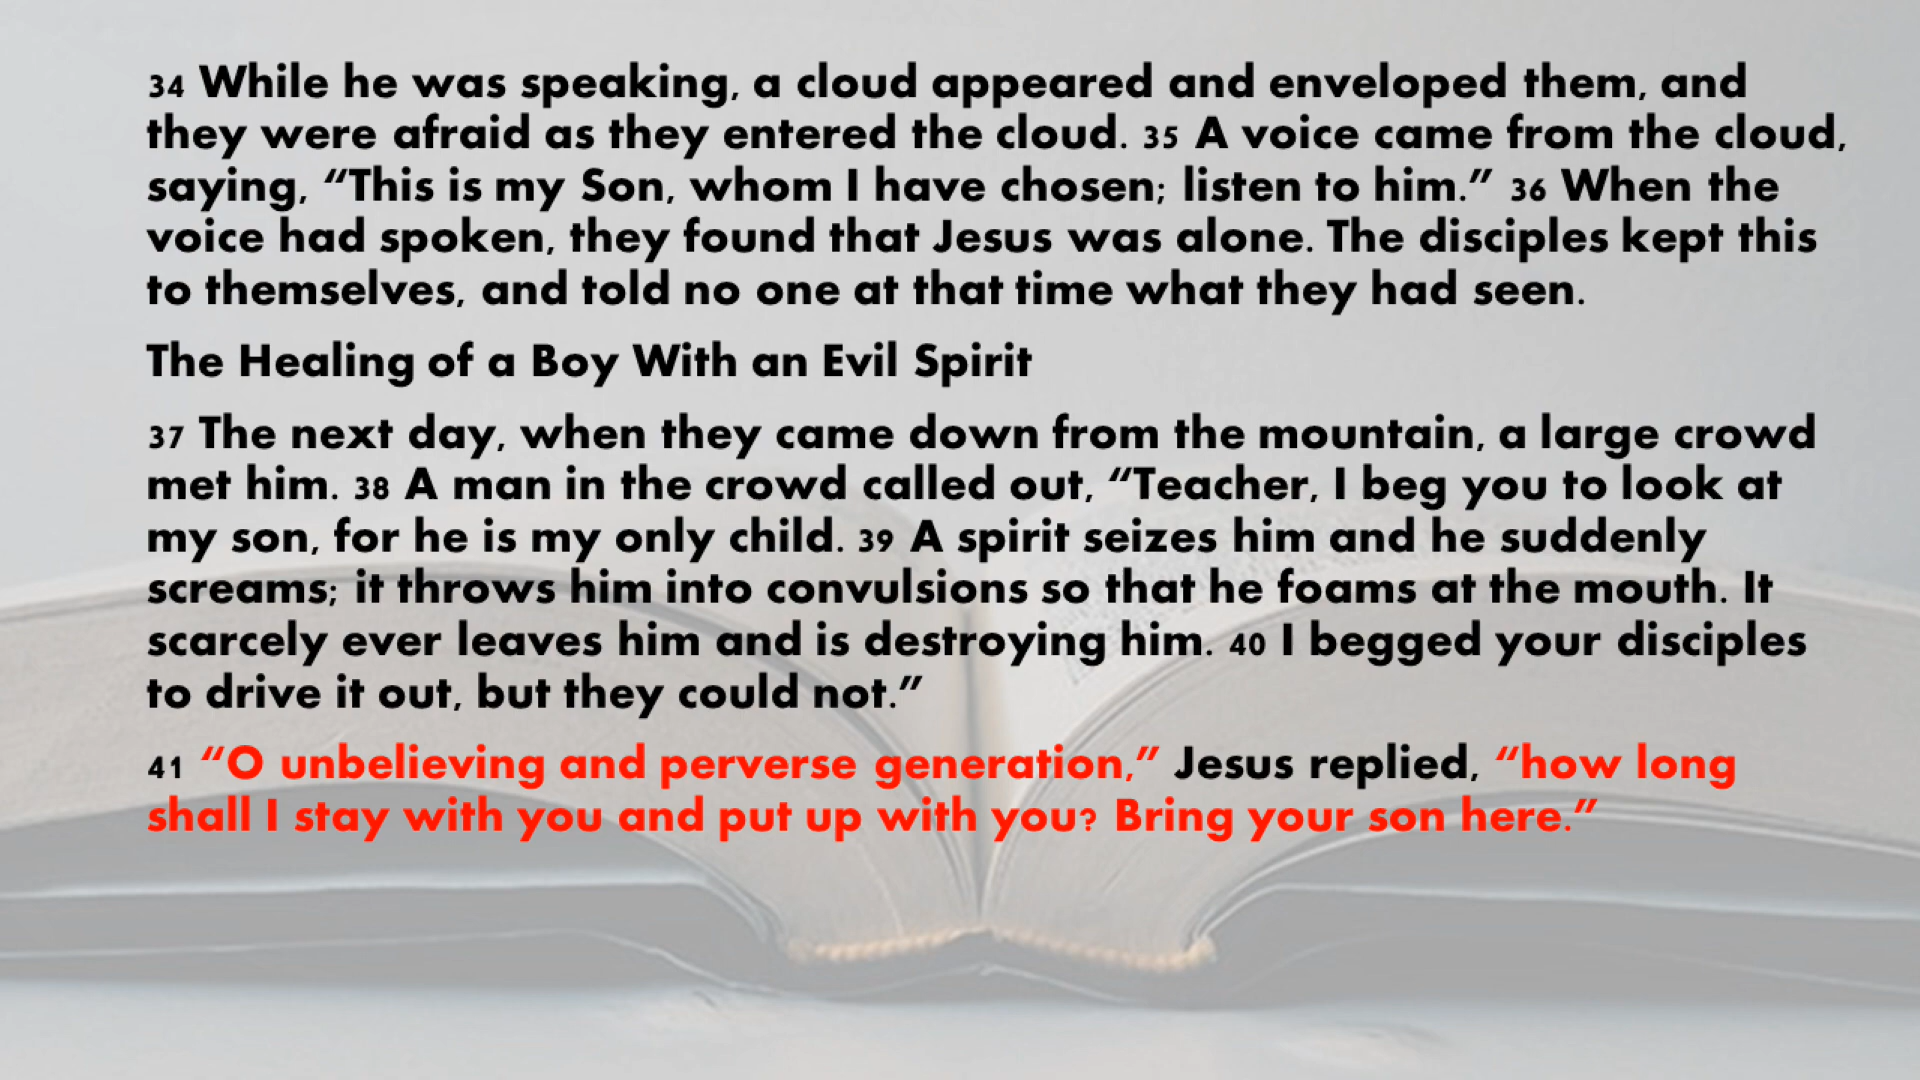 34 While he was speaking, a cloud appeared and enveloped them, and
they were afraid as they entered the cloud. 35 A voice came from the cloud,
saying, “This is my Son, whom I have chosen; listen to him.” 36 When the
voice had spoken, they found that Jesus was alone. The disciples kept this
to themselves, and told no one at that time what they had seen.
The Healing of a Boy With an Evil Spirit
37 The next day, when they came down from the mountain, a large crowd
met him. 38 A man in the crowd called out, “Teacher, I beg you to look at
my son, for he is my only child. 39 A spirit seizes him and he suddenly
screams; it throws him into convulsions so that he foams at the mouth. It
scarcely ever leaves him and is destroying him. 40 I begged your disciples
to drive it out, but they could not.”
41 “O unbelieving and perverse generation,” Jesus replied, “how long
shall I stay with you and put up with you? Bring your son here.”